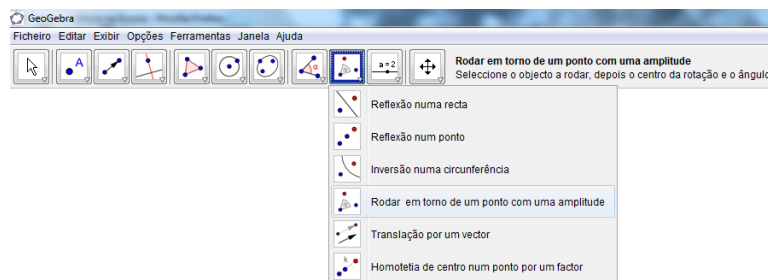 GeoGebra
Ficheiro Editar Exibir Opções Ferramentas Janela Ajuda
A
α
a = 2
Rodar em torno de um ponto com uma amplitude
Seleccione o objecto a rodar, depois o centro da rotação e o ângulo
Reflexão numa recta
Reflexão num ponto
Inversão numa circunferência
Rodar em torno de um ponto com uma amplitude
Translação por um vector
k
Homotetia de centro num ponto por um factor